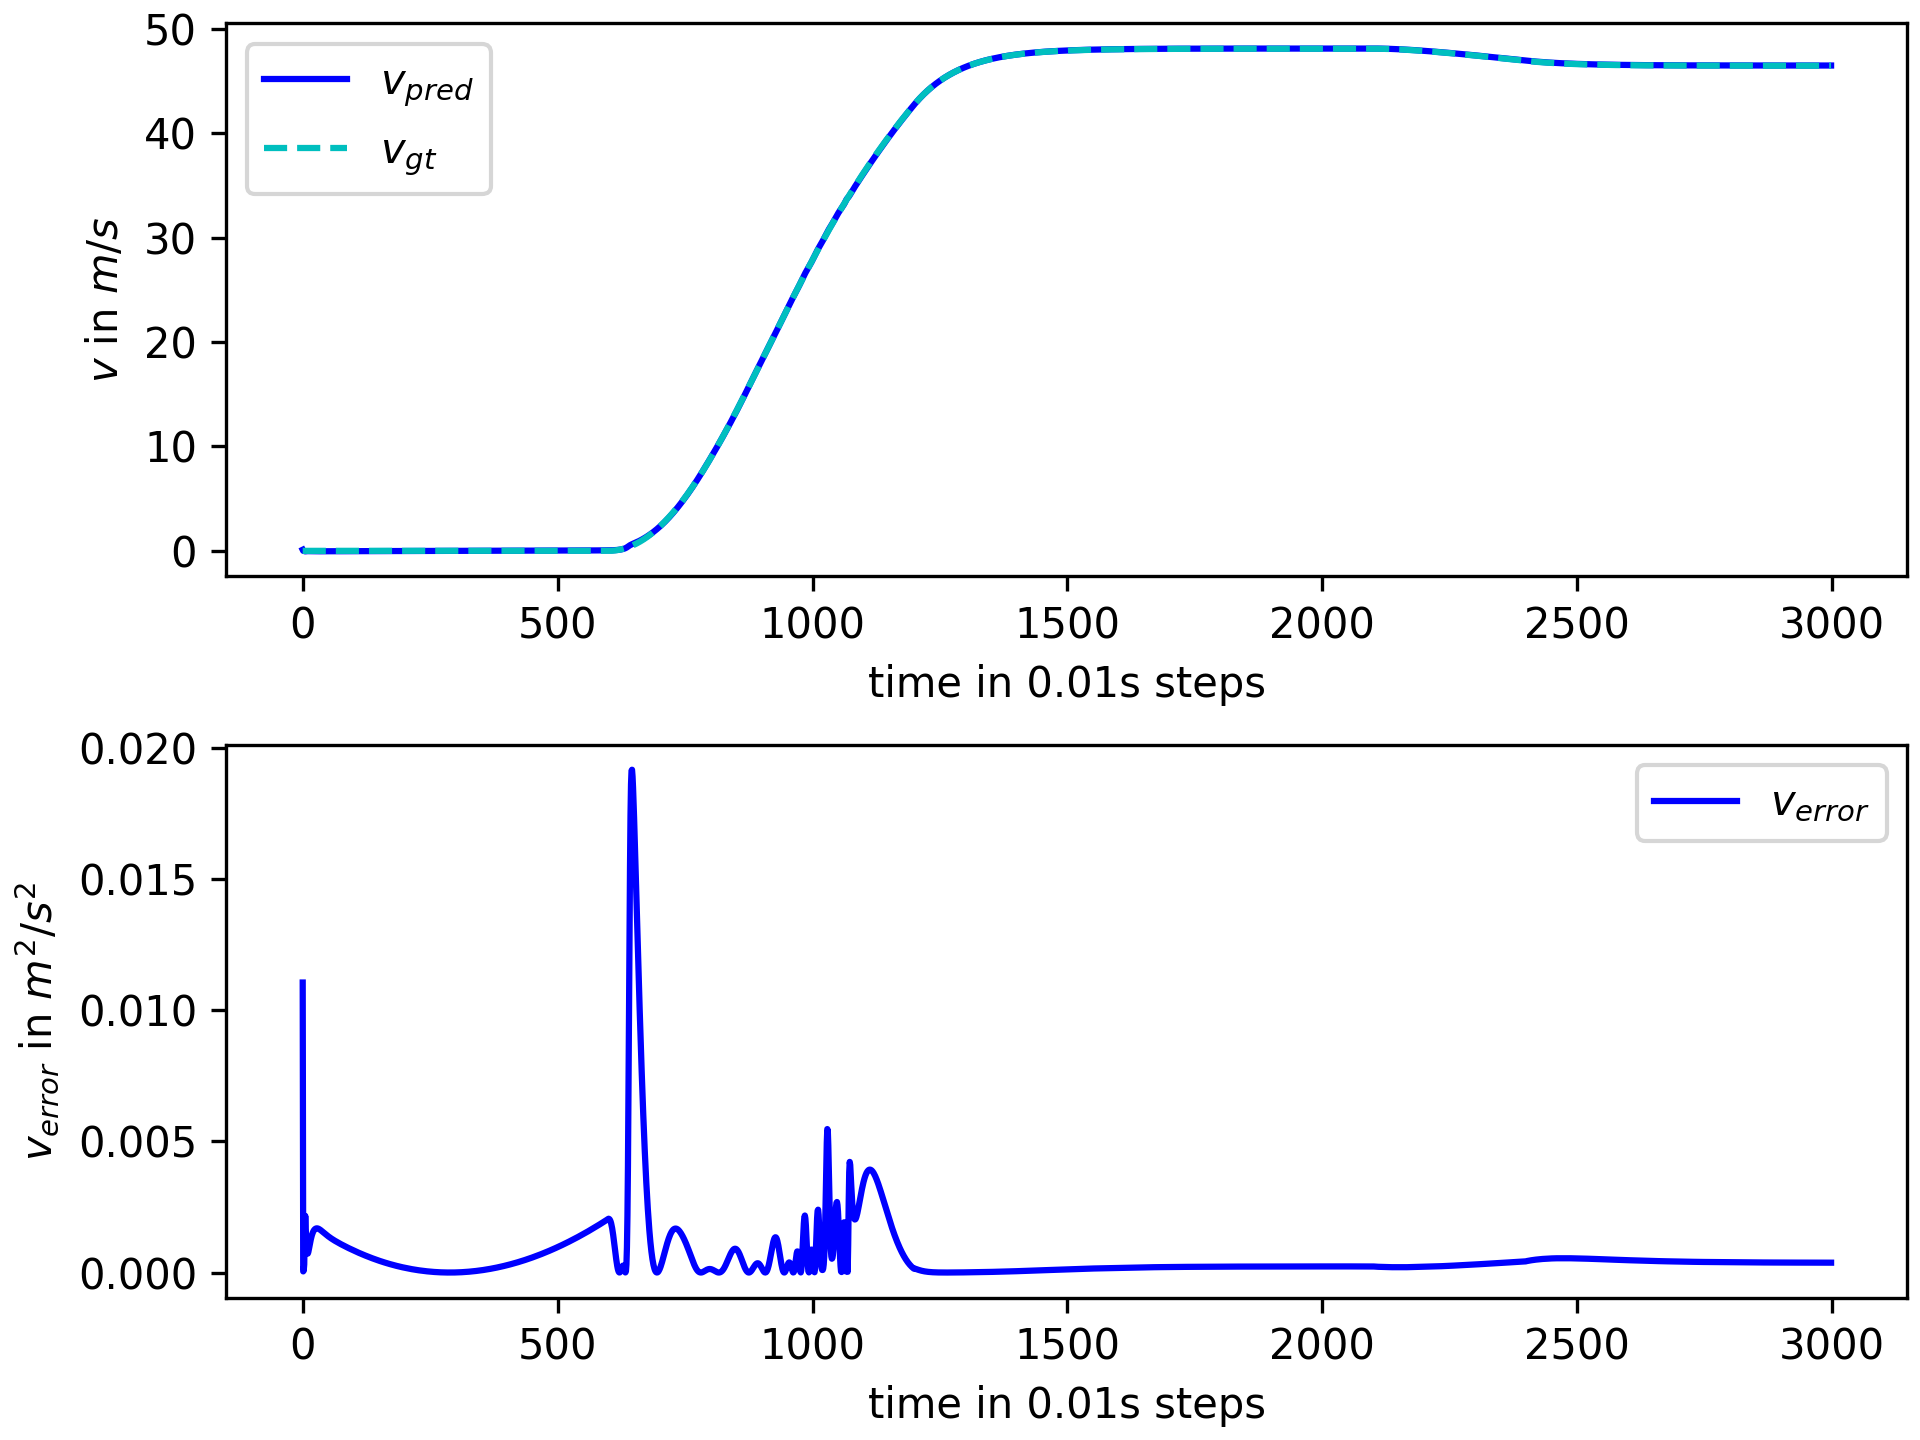 50
40
30
20
10
0
v in m/s
v_pred
v_gt
0 500 1000 1500 2000 2500 3000
time in 0.01s steps
0.020
0.015
0.010
0.005
0.000
v_error in m²/s²
v_error
0 500 1000 1500 2000 2500 3000
time in 0.01s steps